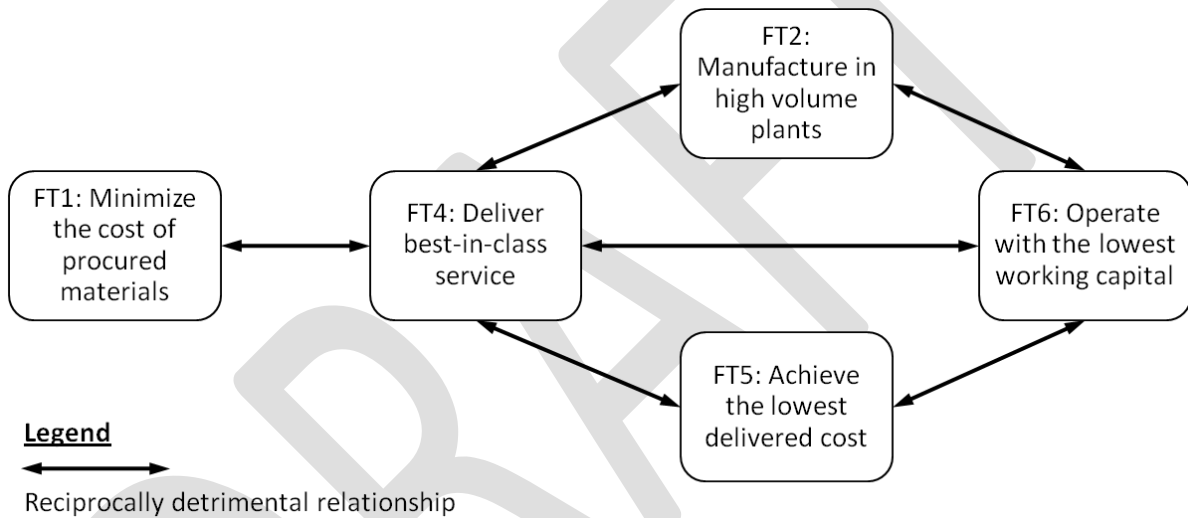 FT2:
Manufacture in
high volume
plants
FT1: Minimize
the cost of
procured
materials
FT4: Deliver
best-in-class
service
FT6: Operate
with the lowest
working capital
FT5: Achieve
the lowest
delivered cost
Legend
Reciprocally detrimental relationship
DRAFT